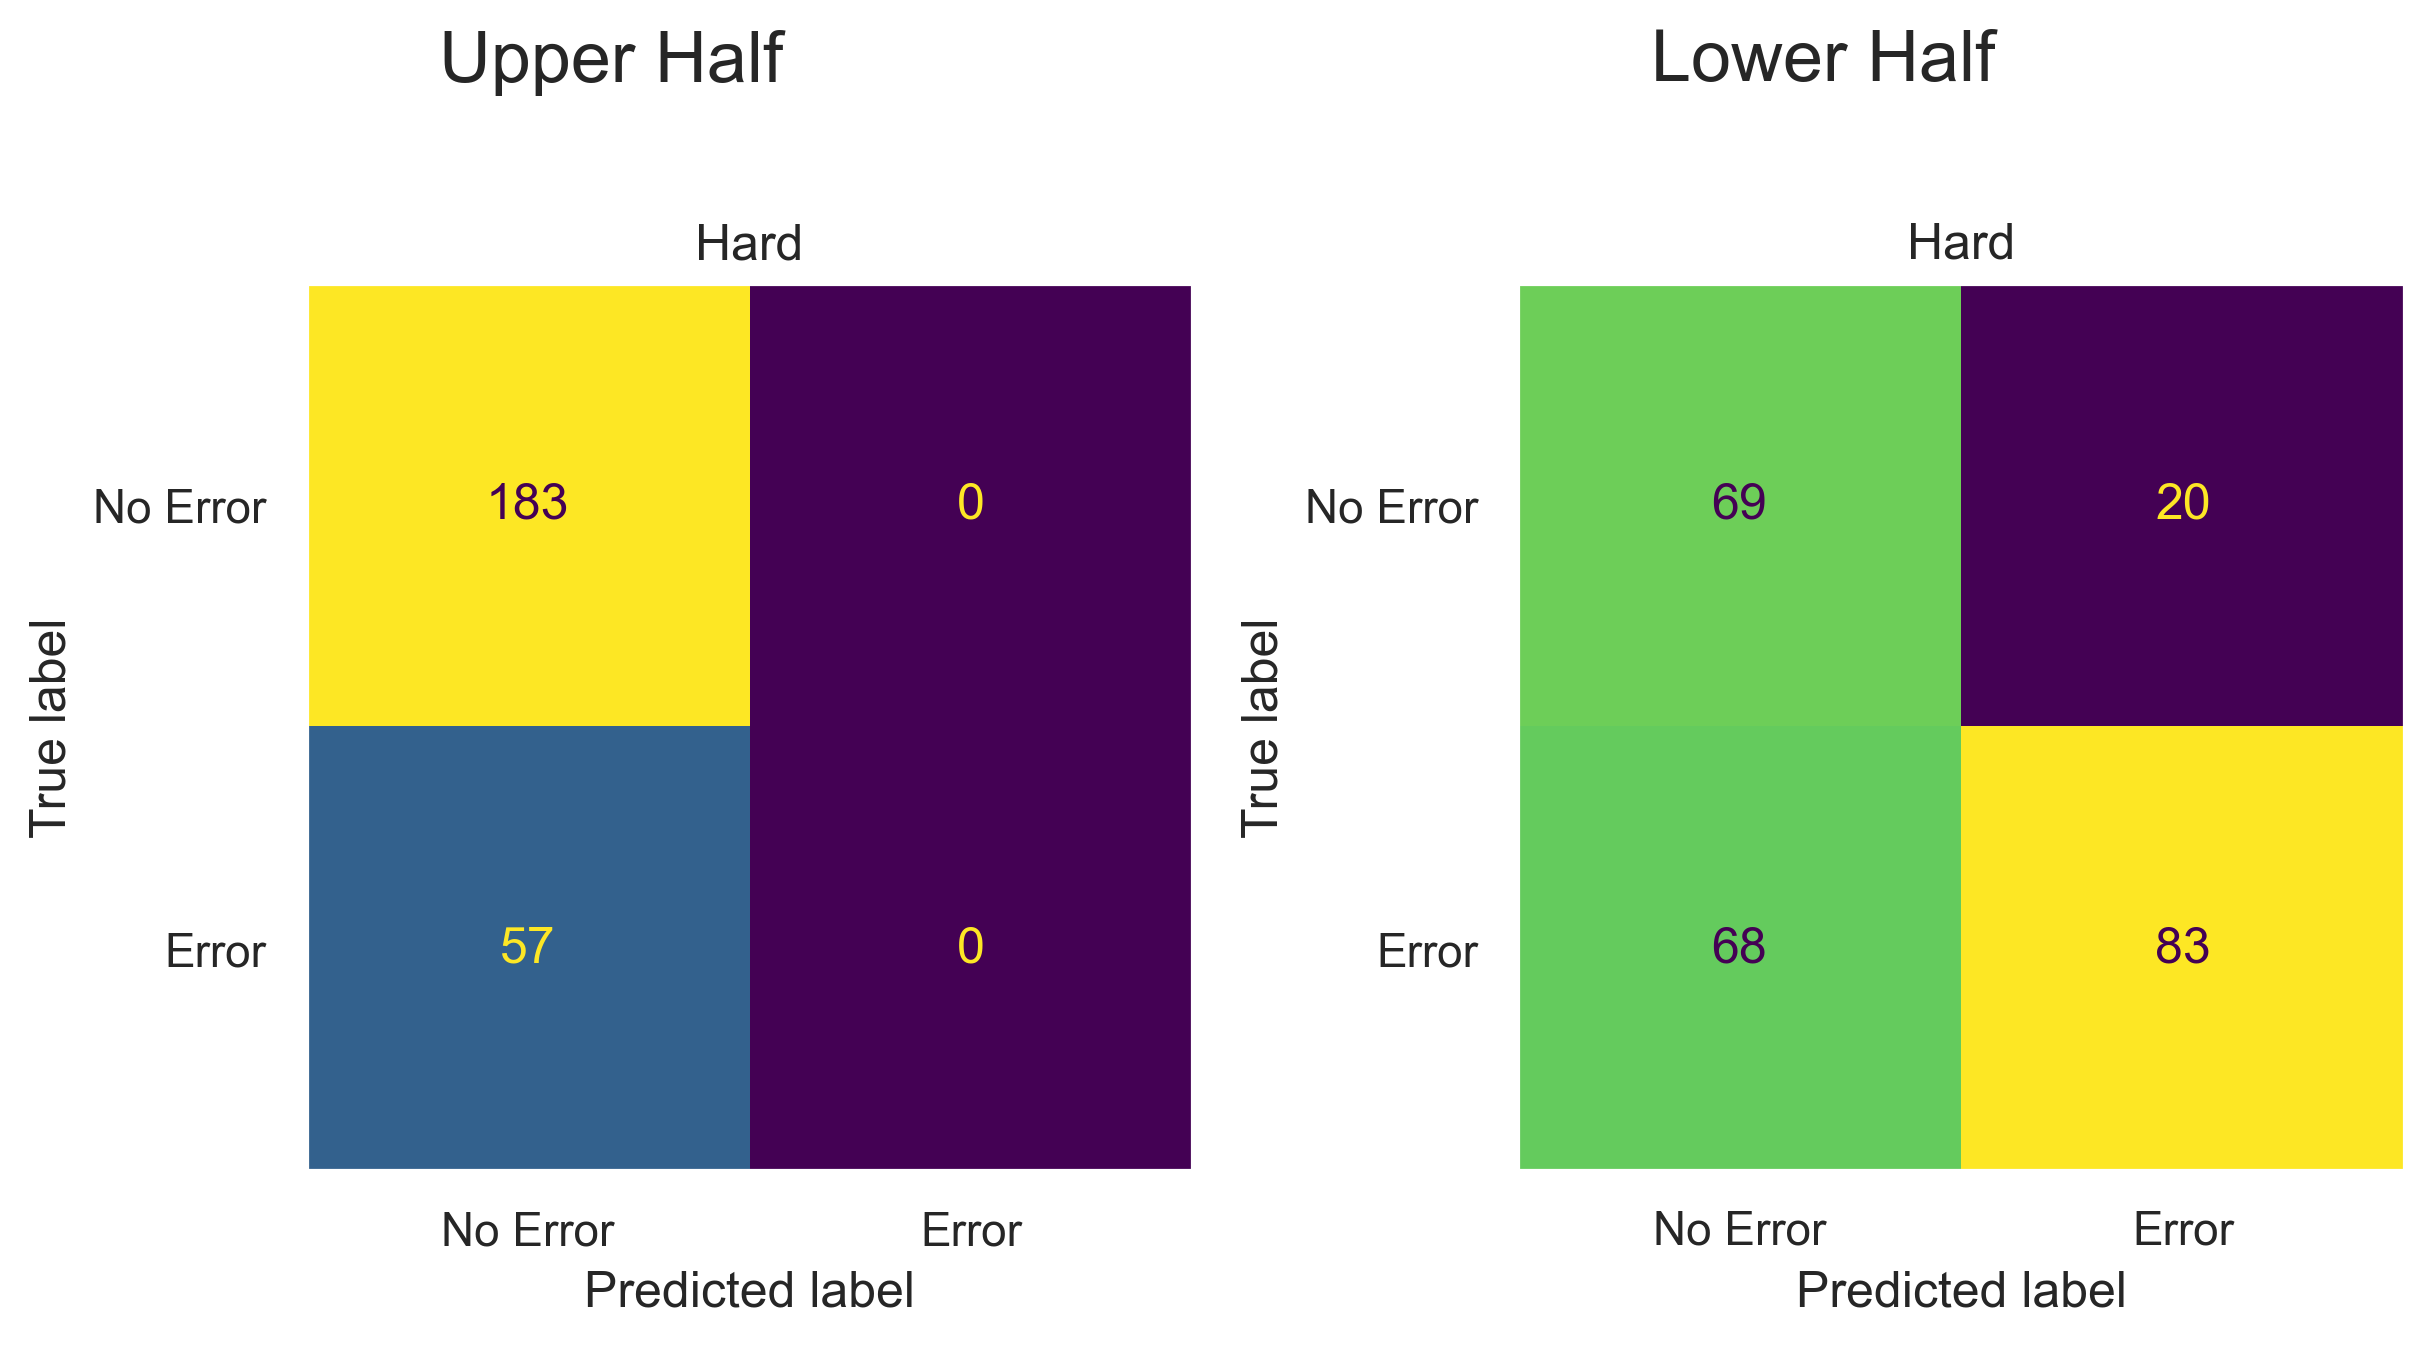 Upper Half
Hard
No Error
183
0
True label
Error
57
0
No Error
Error
Predicted label
Lower Half
Hard
No Error
69
20
True label
Error
68
83
No Error
Error
Predicted label